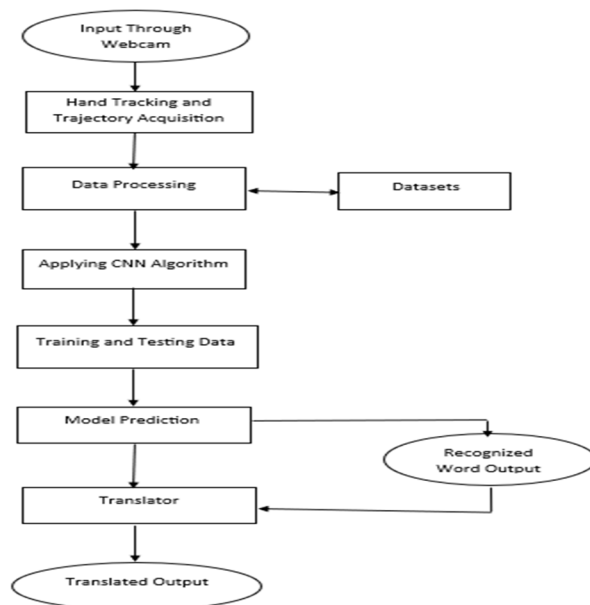 Input Through
Webcam
Hand Tracking and
Trajectory Acquisition
Data Processing
Datasets
Applying CNN Algorithm
Training and Testing Data
Model Prediction
Recognized
Word Output
Translator
Translated Output